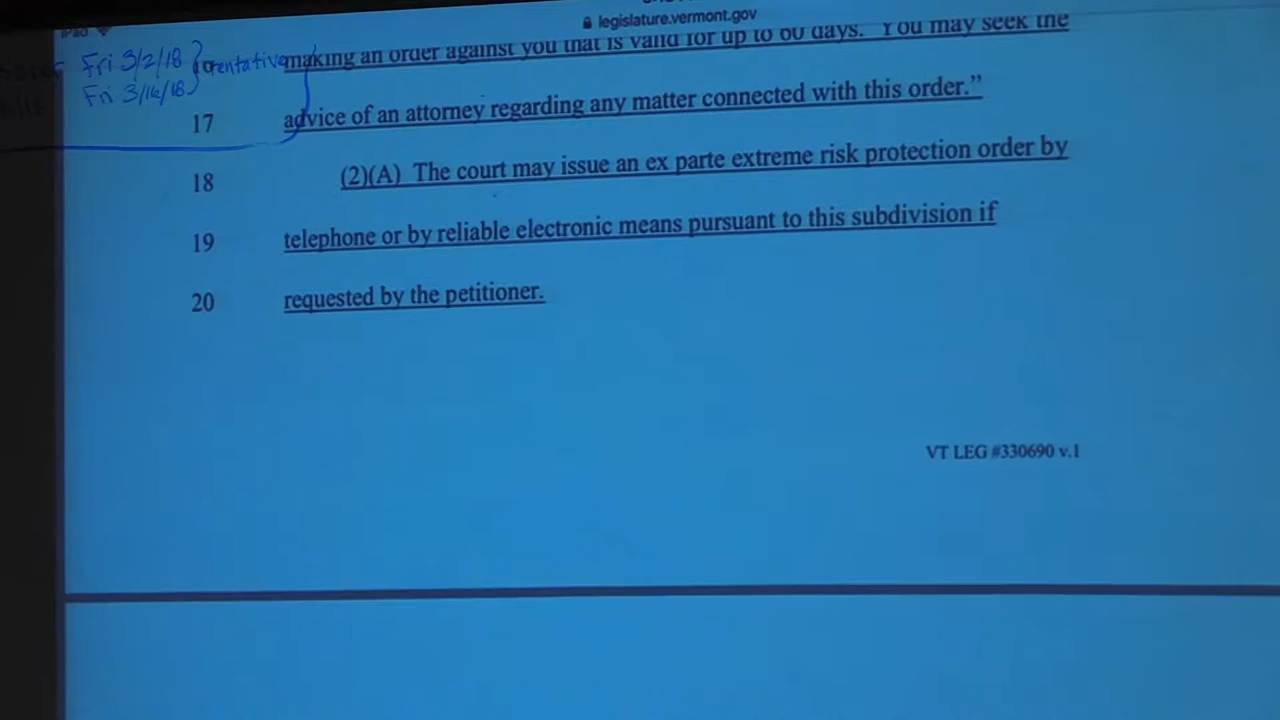 iPad
legislature.vermont.gov
Fri 3/2/18
tentative
Fri 3/16/18
making an order against you that is valid for up to 60 days. You may seek the
17 advice of an attorney regarding any matter connected with this order.”
18 (2)(A) The court may issue an ex parte extreme risk protection order by
19 telephone or by reliable electronic means pursuant to this subdivision if
20 requested by the petitioner.
VT LEG #330690 v.1